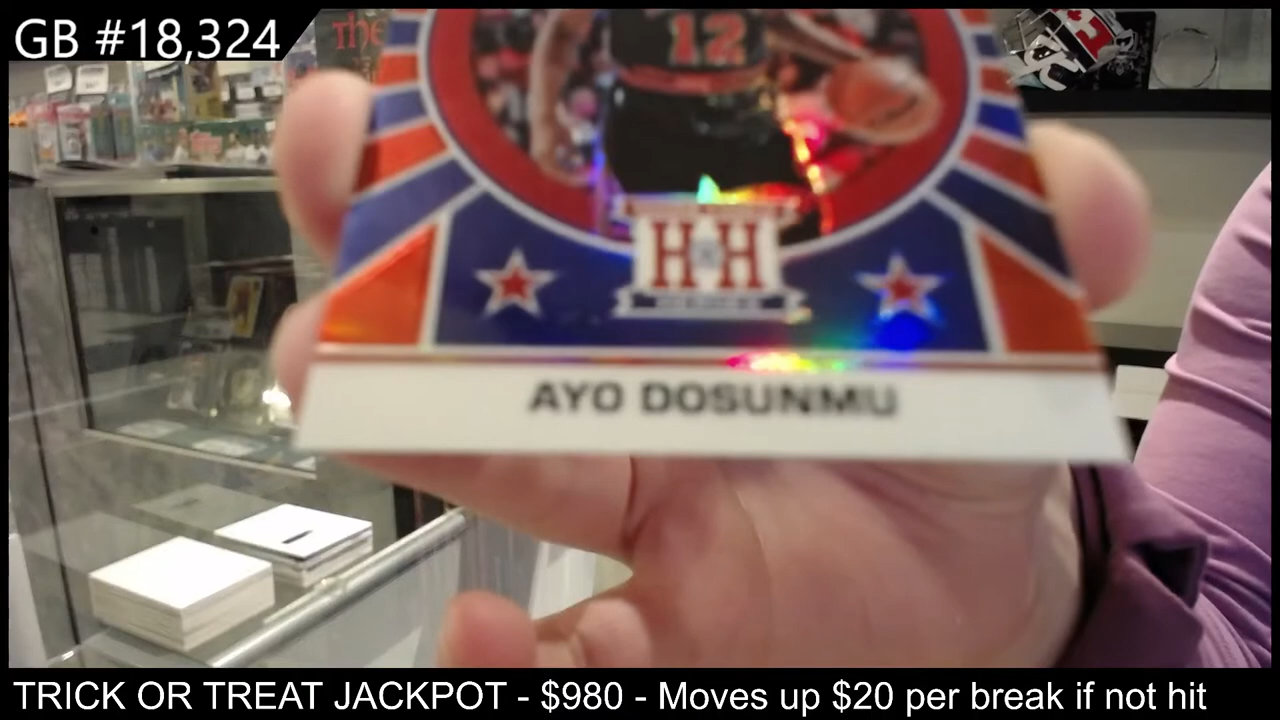 GB #18,324
THE
12
H H
AYO DOSUNMU
TRICK OR TREAT JACKPOT - $980 - Moves up $20 per break if not hit